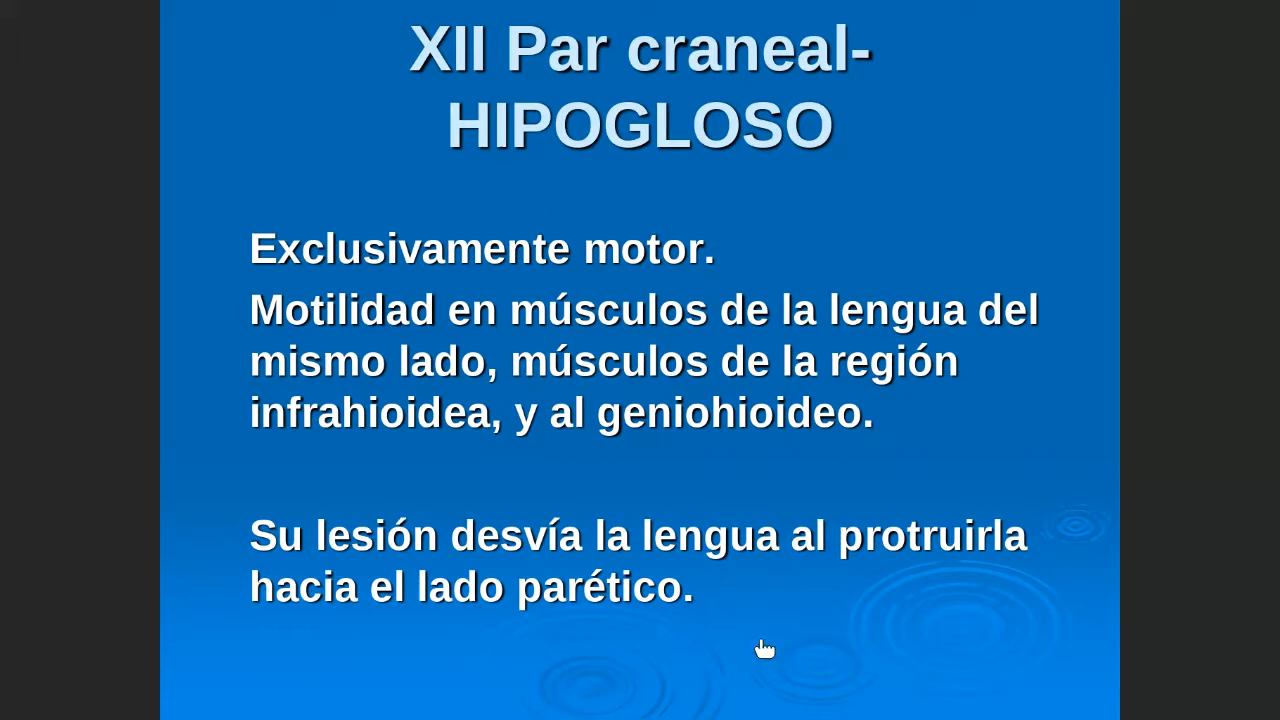 XII Par craneal-
HIPOGLOSO
Exclusivamente motor.
Motilidad en músculos de la lengua del
mismo lado, músculos de la región
infrahioidea, y al geniohioideo.
Su lesión desvía la lengua al protruirla
hacia el lado parético.